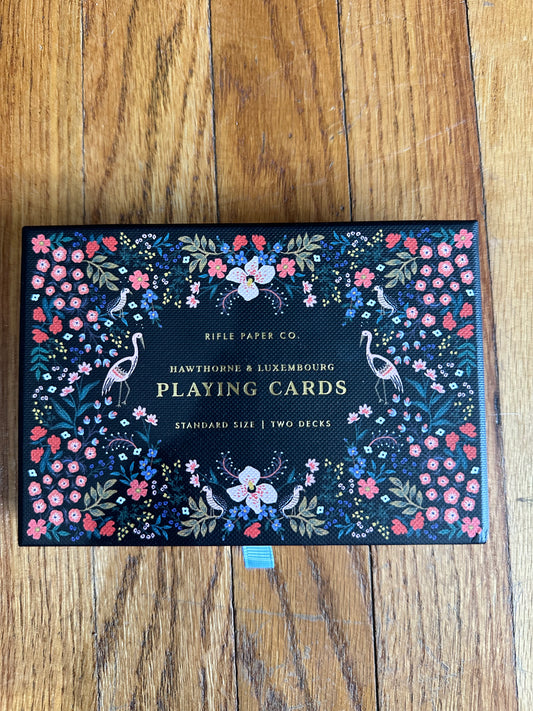 RIFLE PAPER CO.
HAWTHORNE & LUXEMBOURG
PLAYING CARDS
STANDARD SIZE | TWO DECKS